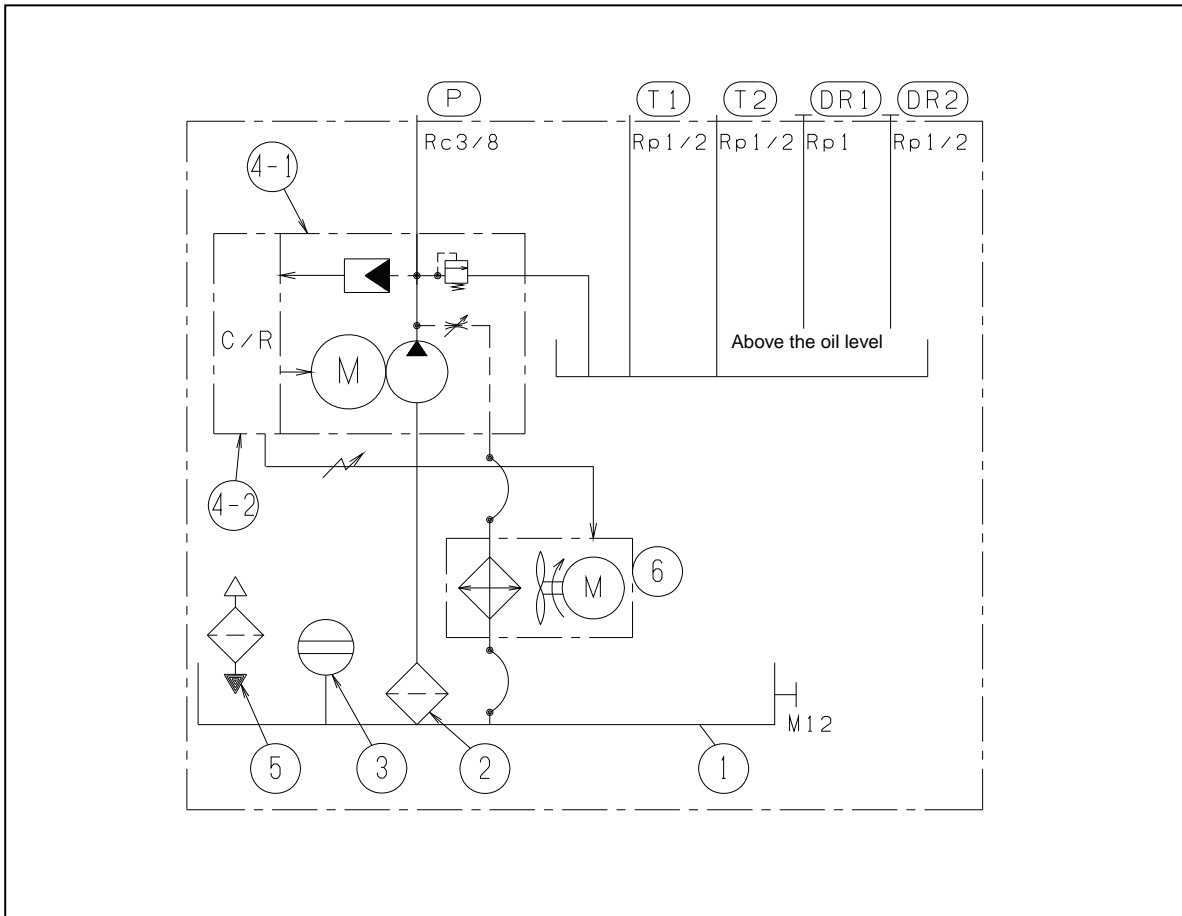 P T1 T2 DR1 DR2
Rc3/8 Rp1/2 Rp1/2 Rp1 Rp1/2
4-1
C/R
Above the oil level
M
4-2
6
M
M12
5 3 2 1